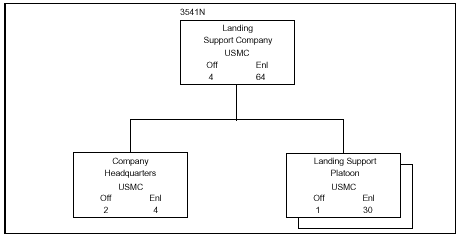 3541N
Landing
Support Company
USMC
Off Enl
4 64
Company
Headquarters
USMC
Off Enl
2 4
Landing Support
Platoon
USMC
Off Enl
1 30